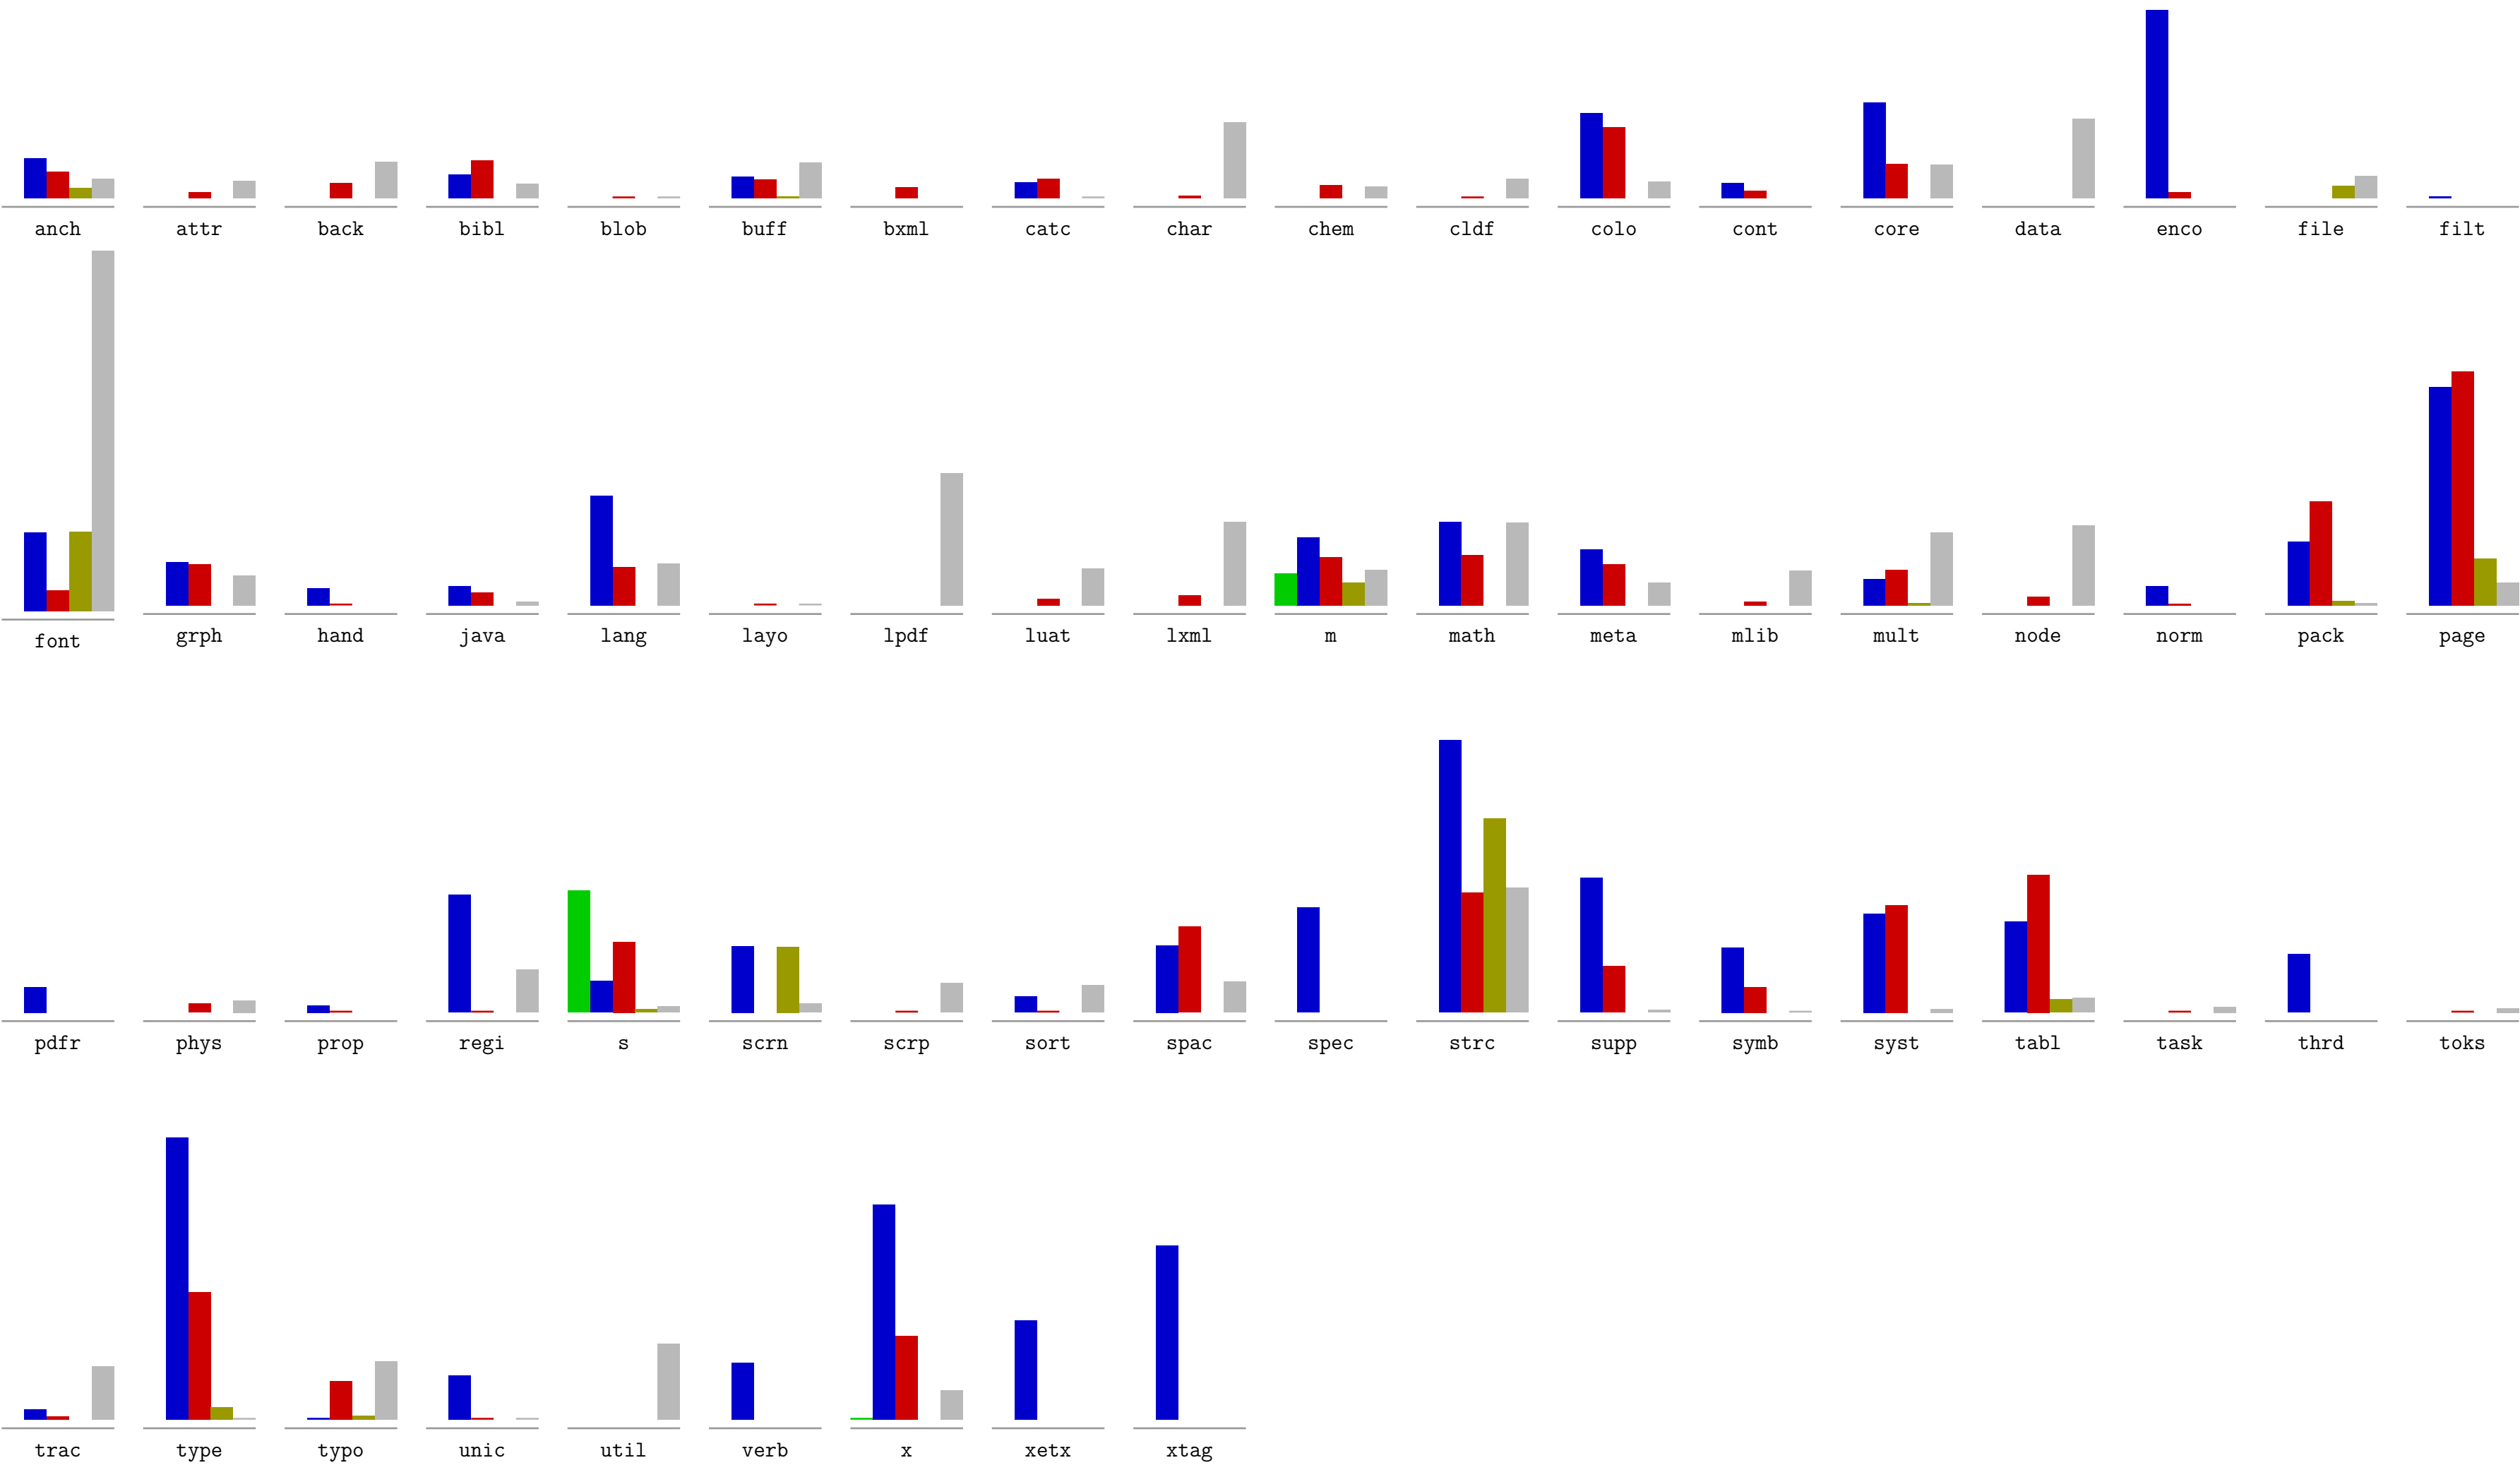 anch attr back bibl blob buff bxml catc char chem cldf colo cont core data enco file filt
font grph hand java lang layo lpdf luat lxml m math meta mlib mult node norm pack page
pdfr phys prop regi s scrn scrp sort spac spec strc supp symb syst tabl task thrd toks
trac type typo unic util verb x xetx xtag